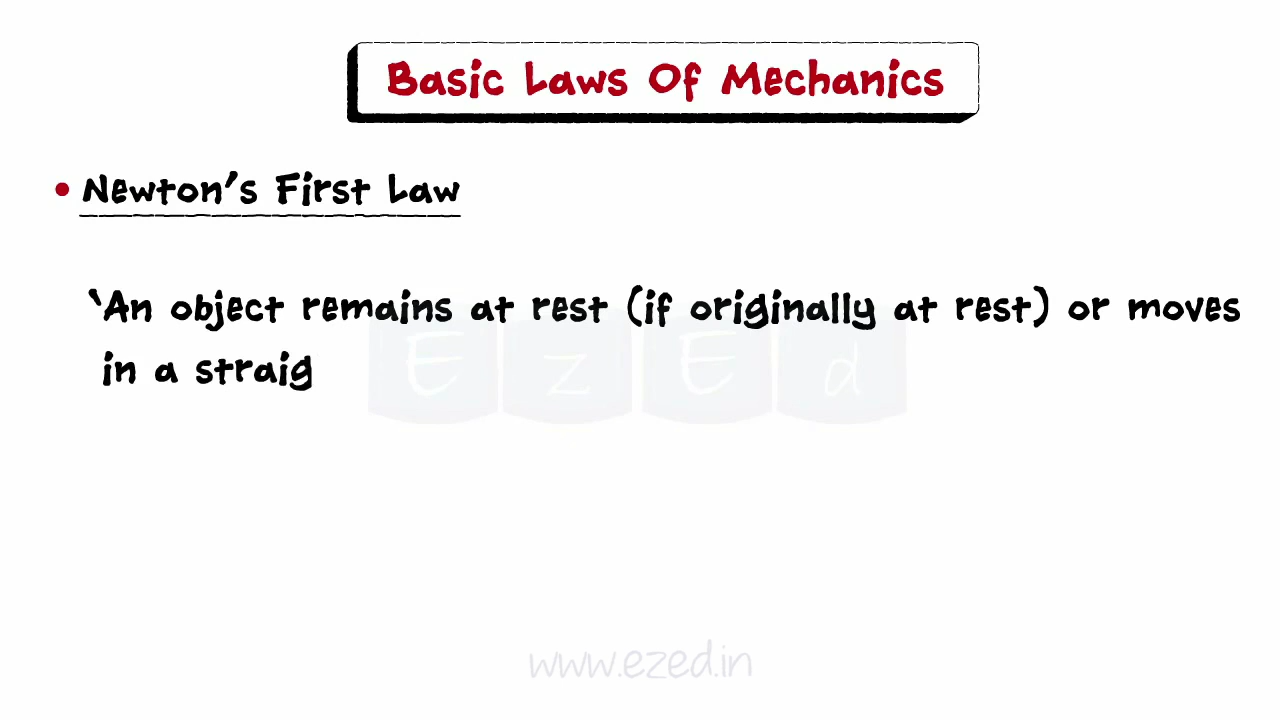 Basic Laws Of Mechanics
• Newton's First Law
‘An object remains at rest (if originally at rest) or moves
in a straig
E z E d
www.ezed.in